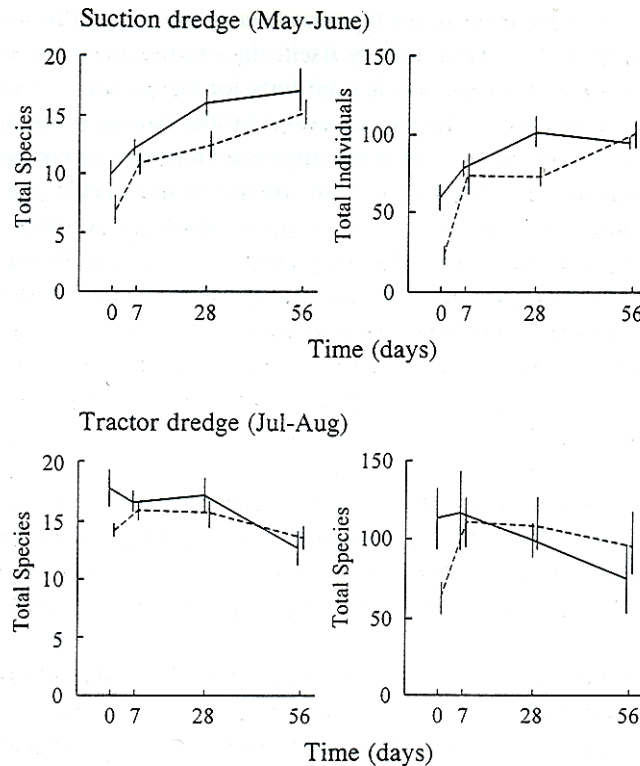 Suction dredge (May-June)
Total Species
20
15
10
5
0
0 7 28 56
Total Individuals
150
100
50
0
0 7 28 56
Time (days)
Tractor dredge (Jul-Aug)
Total Species
20
15
10
5
0
0 7 28 56
Total Species
150
100
50
0
0 7 28 56
Time (days)